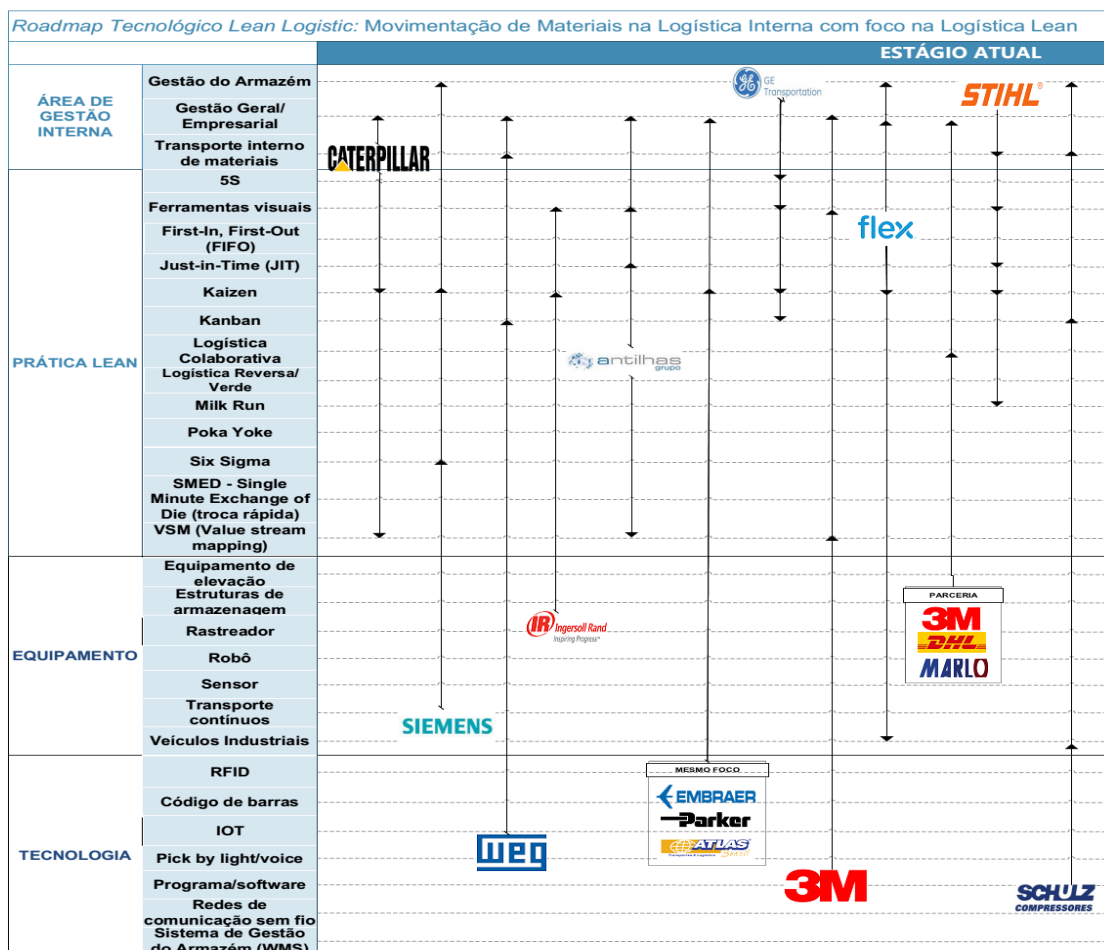 Roadmap Tecnológico Lean Logistic: Movimentação de Materiais na Logística Interna com foco na Logística Lean
ESTÁGIO ATUAL
ÁREA DE
GESTÃO
INTERNA
Gestão do Armazém
Gestão Geral/
Empresarial
Transporte interno
de materiais
GE
Transportation
STIHL®
CATERPILLAR
PRÁTICA LEAN
5S
Ferramentas visuais
First-In, First-Out
(FIFO)
Just-in-Time (JIT)
Kaizen
Kanban
Logística
Colaborativa
Logística Reversa/
Verde
Milk Run
Poka Yoke
Six Sigma
SMED - Single
Minute Exchange of
Die (troca rápida)
VSM (Value stream
mapping)
flex
antilhas
grupo
EQUIPAMENTO
Equipamento de
elevação
Estruturas de
armazenagem
Rastreador
Robô
Sensor
Transporte
contínuos
Veículos Industriais
IR Ingersoll Rand
Inspiring Progress™
PARCERIA
3M
DHL
MARLO
SIEMENS
TECNOLOGIA
RFID
Código de barras
IOT
Pick by light/voice
Programa/software
Redes de
comunicação sem fio
Sistema de Gestão
do Armazém (WMS)
MESMO FOCO
EMBRAER
Parker
ATLAS
Transportes & Logística
Brasil
WEG
3M
SCHULZ
COMPRESSORES